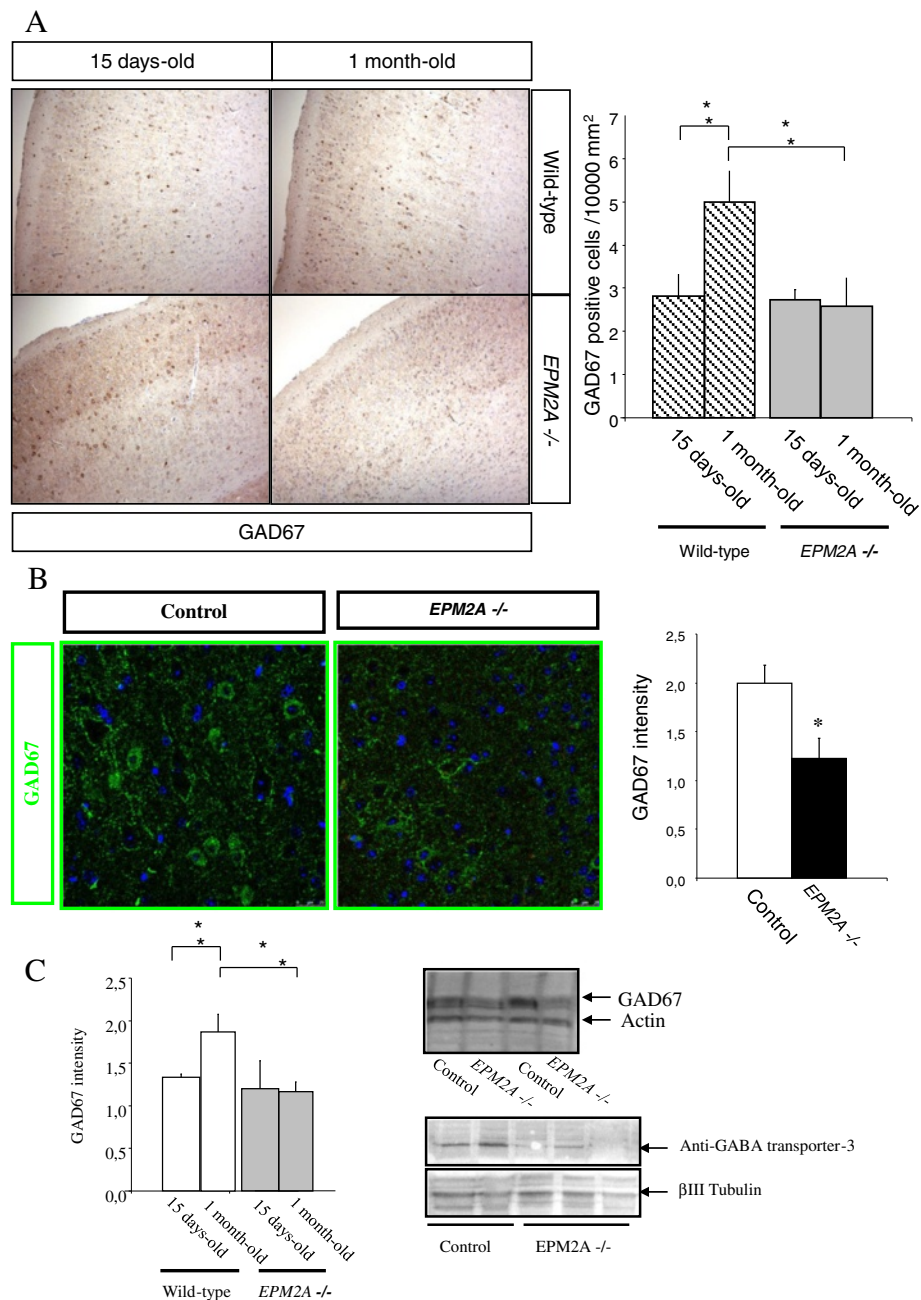 A
15 days-old
1 month-old
Wild-type
EPM2A -/-
GAD67
GAD67 positive cells /10000 mm²
7
6
5
4
3
2
1
0
* *
* *
15 days-old
1 month-old
15 days-old
1 month-old
Wild-type
EPM2A -/-
B
Control
EPM2A -/-
GAD67
GAD67 intensity
2,5
2,0
1,5
1,0
0,5
0,0
*
Control
EPM2A -/-
C
GAD67 intensity
2,5
2,0
1,5
1,0
0,5
0,0
* *
* *
15 days-old
1 month-old
15 days-old
1 month-old
Wild-type
EPM2A -/-
GAD67
Actin
Control
EPM2A -/-
Control
EPM2A -/-
Anti-GABA transporter-3
βIII Tubulin
Control
EPM2A -/-